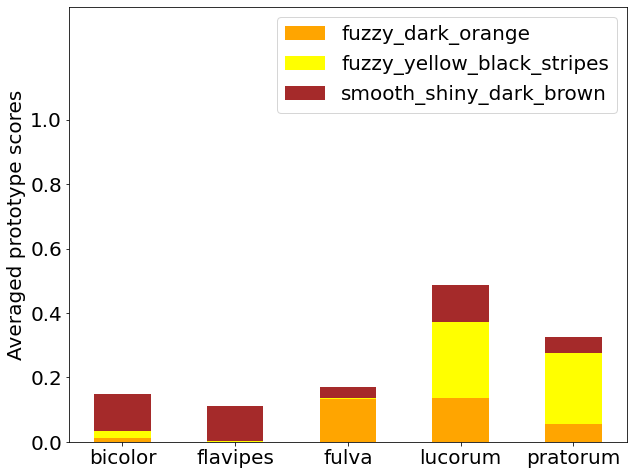 fuzzy_dark_orange
fuzzy_yellow_black_stripes
smooth_shiny_dark_brown
Averaged prototype scores
1.0
0.8
0.6
0.4
0.2
0.0
bicolor flavipes fulva lucorum pratorum